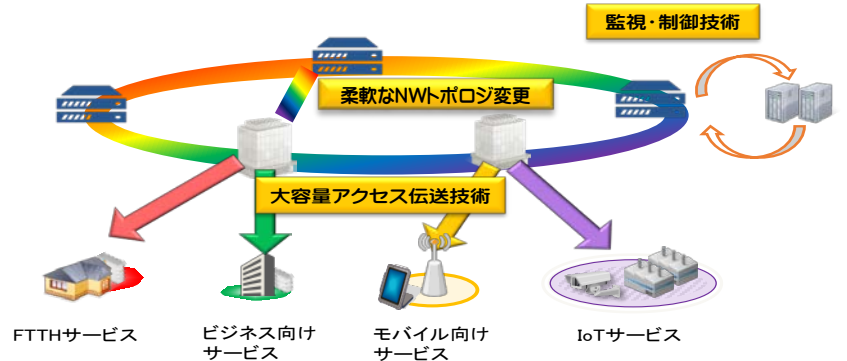 監視・制御技術
柔軟なNWトポロジ変更
大容量アクセス伝送技術
FTTHサービス
ビジネス向け
サービス
モバイル向け
サービス
IoTサービス